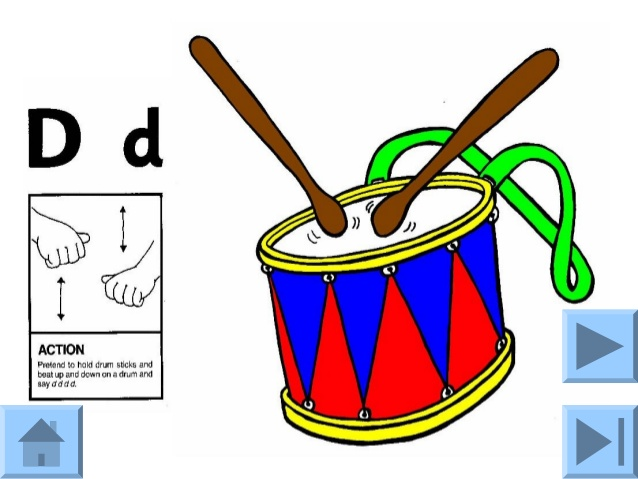 D d
ACTION
Pretend to hold drum sticks and
beat up and down on a drum and
say d d d d.